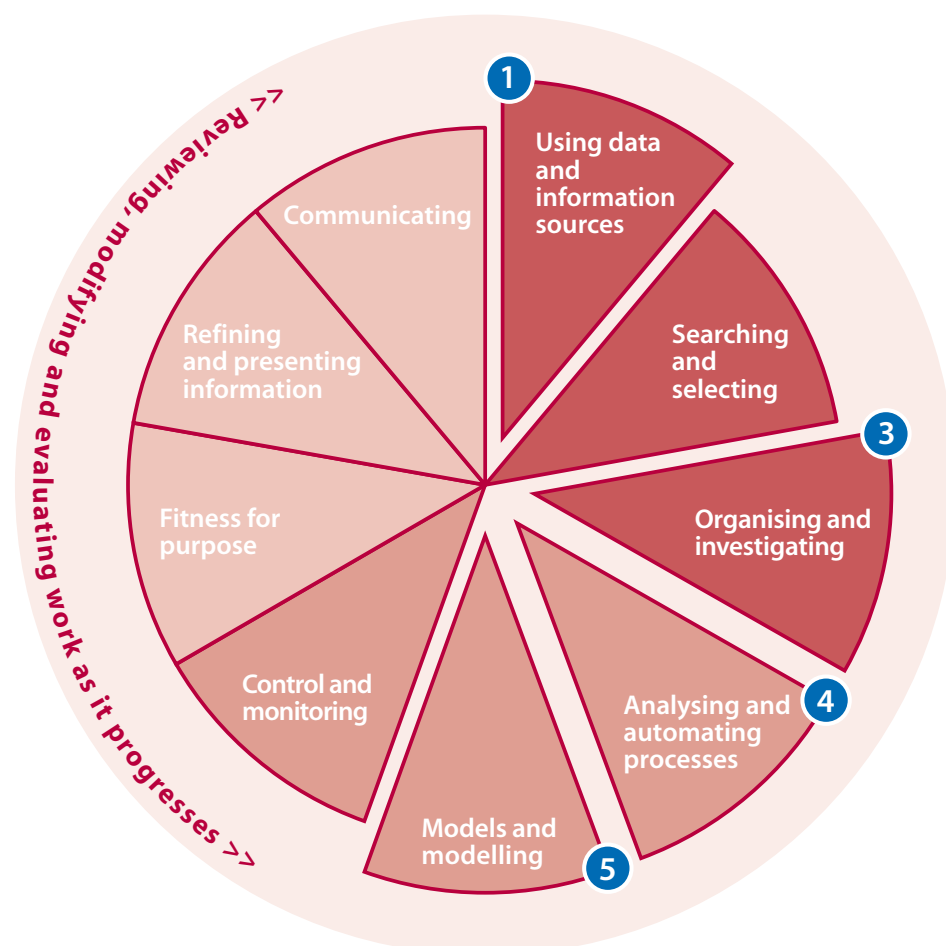 1
Using data
and
information
sources
Searching
and
selecting
3
Organising and
investigating
4
Analysing and
automating
processes
5
Models and
modelling
Control and
monitoring
Fitness for
purpose
Refining
and presenting
information
Communicating
<< Reviewing, modifying and evaluating work as it progresses >>